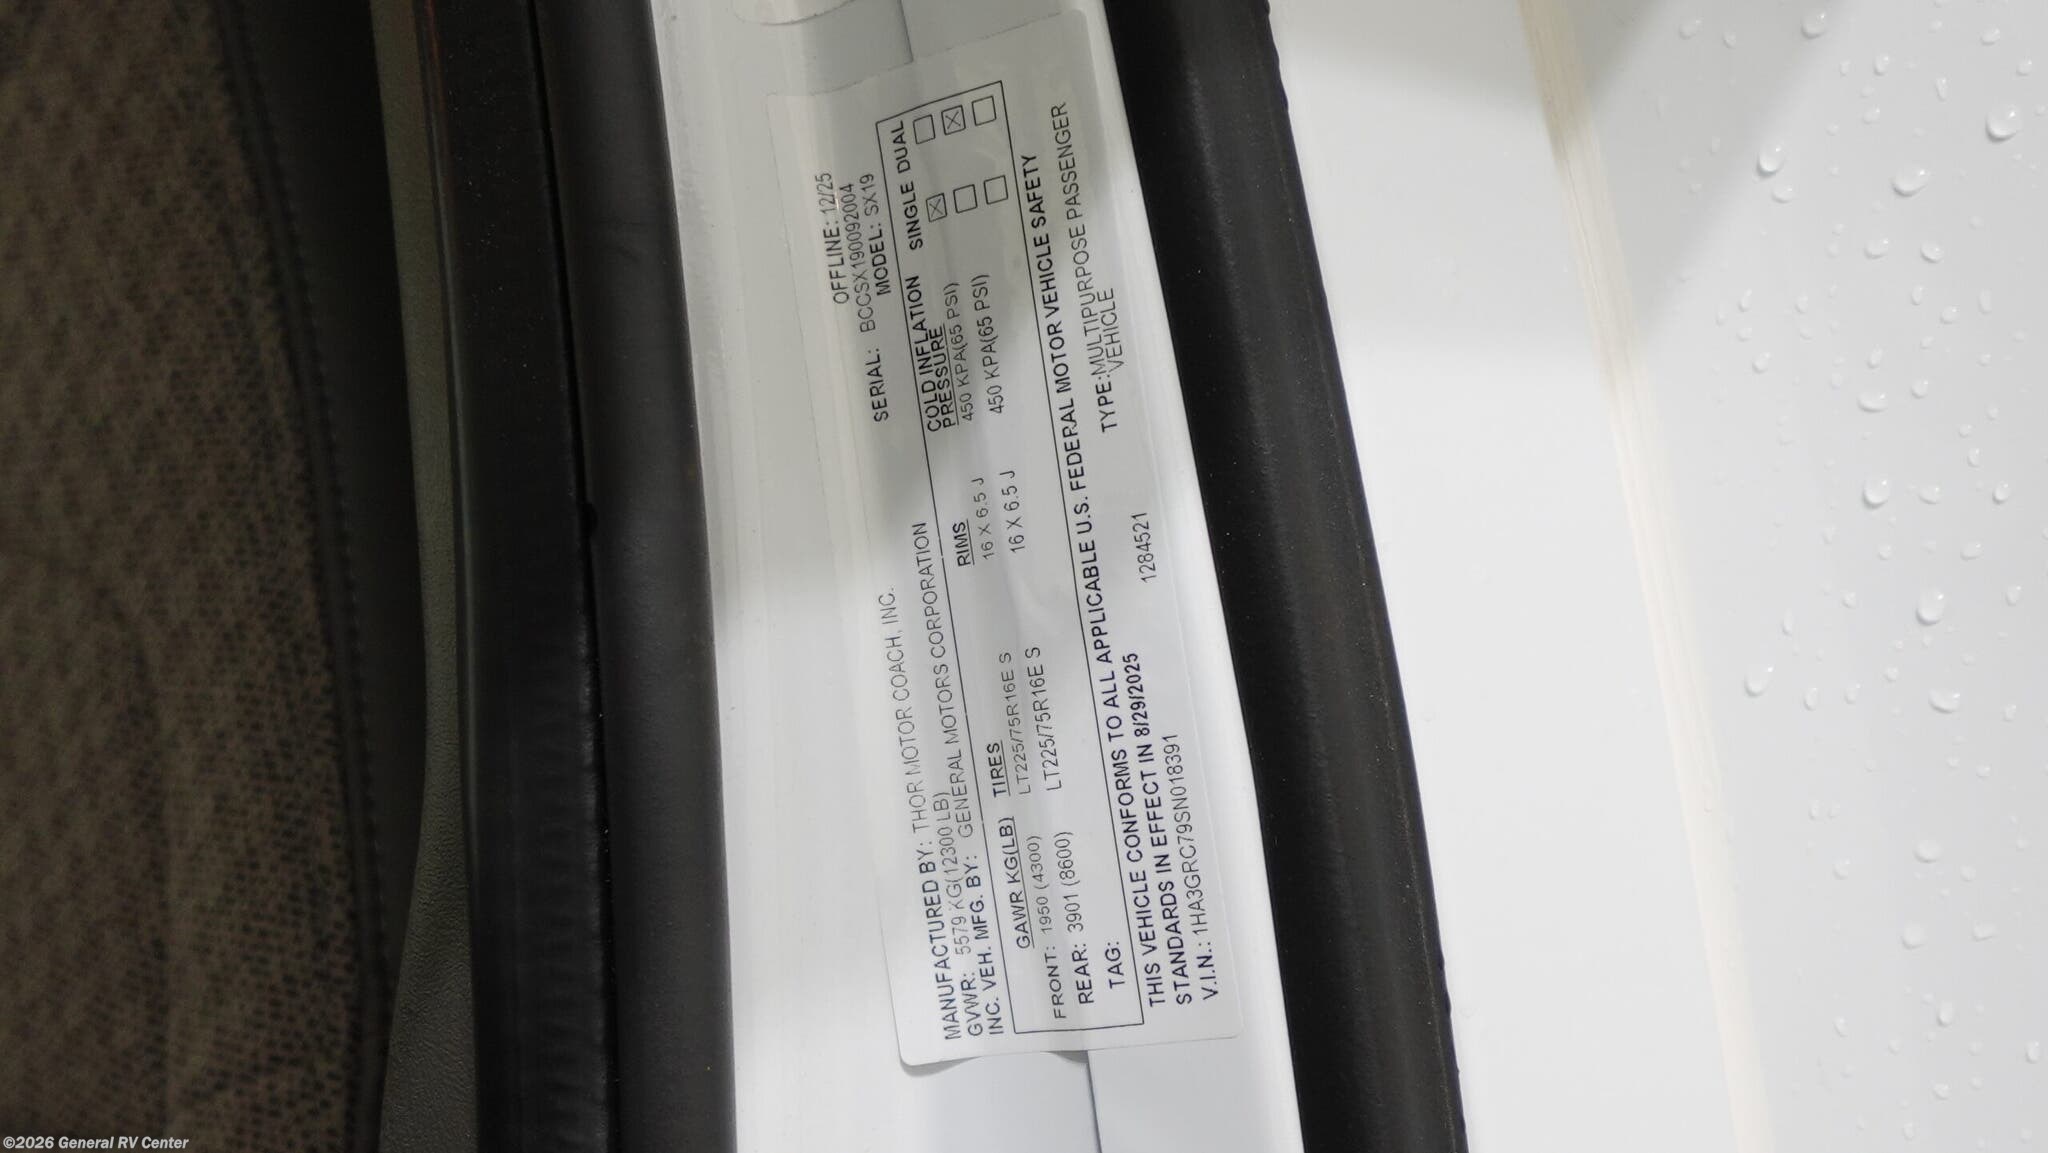 OFFLINE: 12/25
SERIAL: BCCSX190092004
MODEL: SX19
MANUFACTURED BY: THOR MOTOR COACH, INC.
GVWR: 5579 KG(12300 LB)
INC. VEH. MFG. BY: GENERAL MOTORS CORPORATION
GAWR KG(LB) TIRES RIMS COLD INFLATION PRESSURE SINGLE DUAL
FRONT: 1950 (4300) LT225/75R16E S 16 X 6.5 J 450 KPA(65 PSI)
REAR: 3901 (8600) LT225/75R16E S 16 X 6.5 J 450 KPA(65 PSI)
TAG:
THIS VEHICLE CONFORMS TO ALL APPLICABLE U.S. FEDERAL MOTOR VEHICLE SAFETY
STANDARDS IN EFFECT IN 8/29/2025
V.I.N.: 1HA3GRC79SN018391 1284521 TYPE:MULTIPURPOSE PASSENGER
VEHICLE
©2026 General RV Center